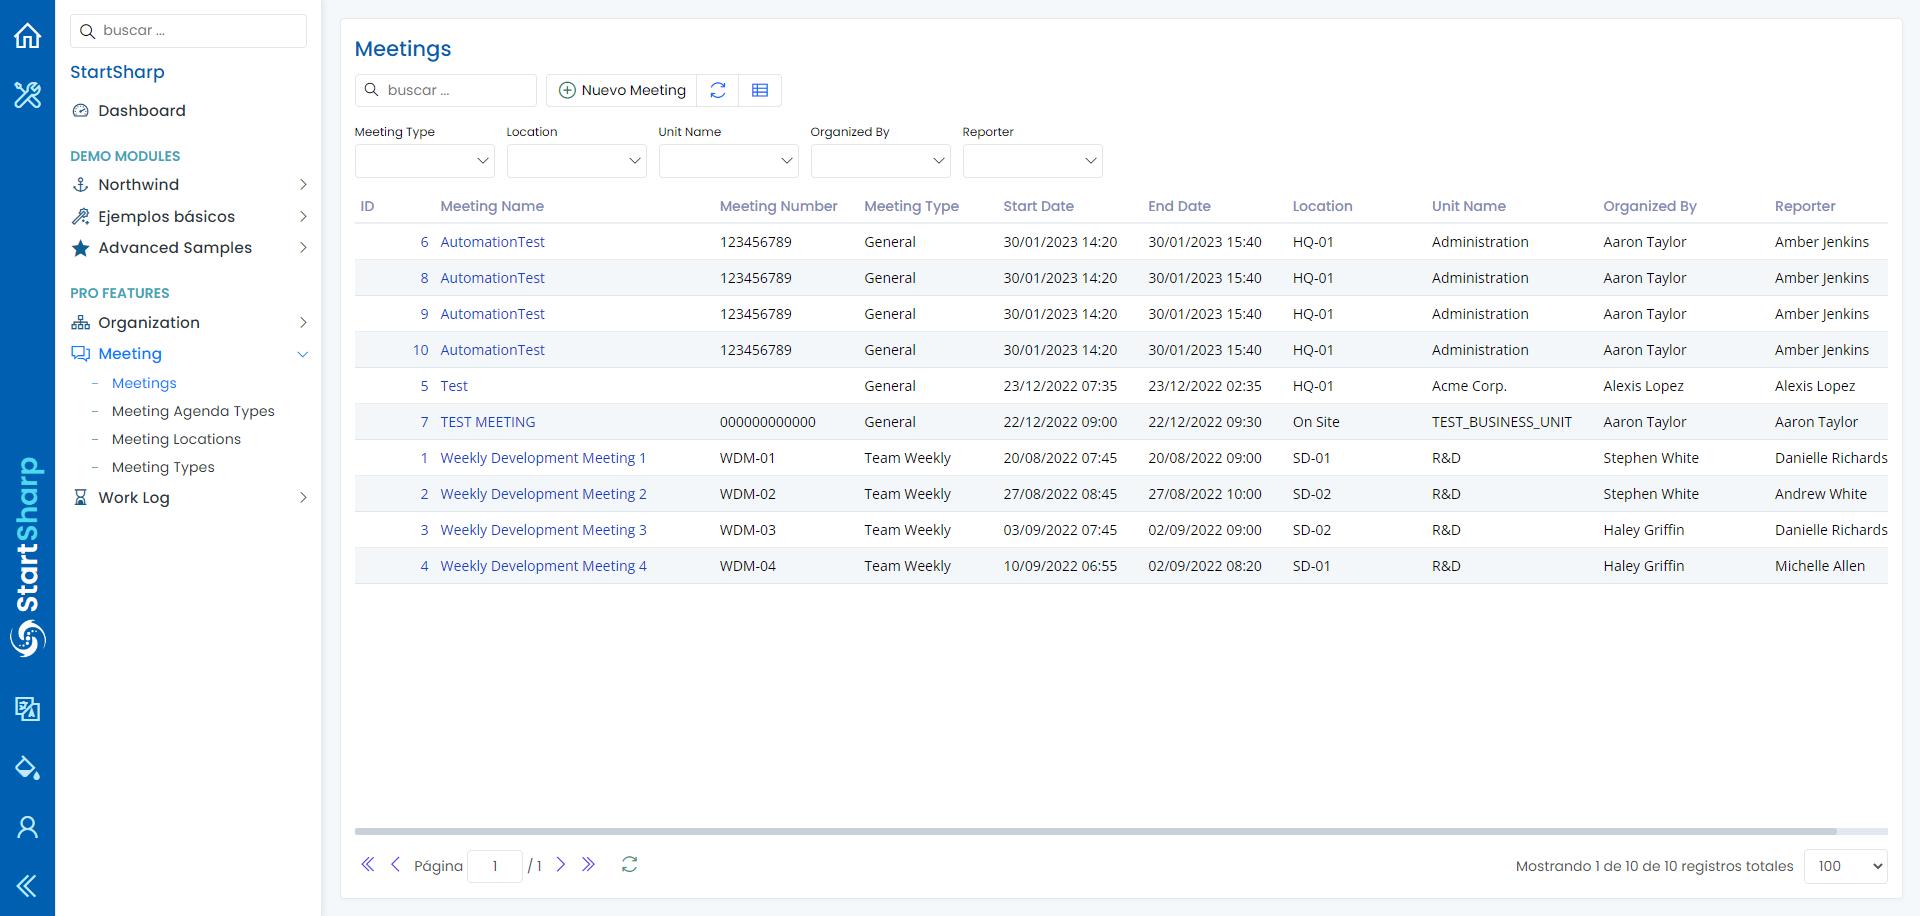 buscar ...
StartSharp
Dashboard
DEMO MODULES
Northwind
Ejemplos básicos
Advanced Samples
PRO FEATURES
Organization
Meeting
- Meetings
- Meeting Agenda Types
- Meeting Locations
- Meeting Types
Work Log
StartSharp
Meetings
buscar ...
Nuevo Meeting
Meeting Type Location Unit Name Organized By Reporter
ID Meeting Name Meeting Number Meeting Type Start Date End Date Location Unit Name Organized By Reporter
6 AutomationTest 123456789 General 30/01/2023 14:20 30/01/2023 15:40 HQ-01 Administration Aaron Taylor Amber Jenkins
8 AutomationTest 123456789 General 30/01/2023 14:20 30/01/2023 15:40 HQ-01 Administration Aaron Taylor Amber Jenkins
9 AutomationTest 123456789 General 30/01/2023 14:20 30/01/2023 15:40 HQ-01 Administration Aaron Taylor Amber Jenkins
10 AutomationTest 123456789 General 30/01/2023 14:20 30/01/2023 15:40 HQ-01 Administration Aaron Taylor Amber Jenkins
5 Test General 23/12/2022 07:35 23/12/2022 02:35 HQ-01 Acme Corp. Alexis Lopez Alexis Lopez
7 TEST MEETING 000000000000 General 22/12/2022 09:00 22/12/2022 09:30 On Site TEST_BUSINESS_UNIT Aaron Taylor Aaron Taylor
1 Weekly Development Meeting 1 WDM-01 Team Weekly 20/08/2022 07:45 20/08/2022 09:00 SD-01 R&D Stephen White Danielle Richards
2 Weekly Development Meeting 2 WDM-02 Team Weekly 27/08/2022 08:45 27/08/2022 10:00 SD-02 R&D Stephen White Andrew White
3 Weekly Development Meeting 3 WDM-03 Team Weekly 03/09/2022 07:45 02/09/2022 09:00 SD-02 R&D Haley Griffin Danielle Richards
4 Weekly Development Meeting 4 WDM-04 Team Weekly 10/09/2022 06:55 02/09/2022 08:20 SD-01 R&D Haley Griffin Michelle Allen
Página 1 / 1
Mostrando 1 de 10 de 10 registros totales 100